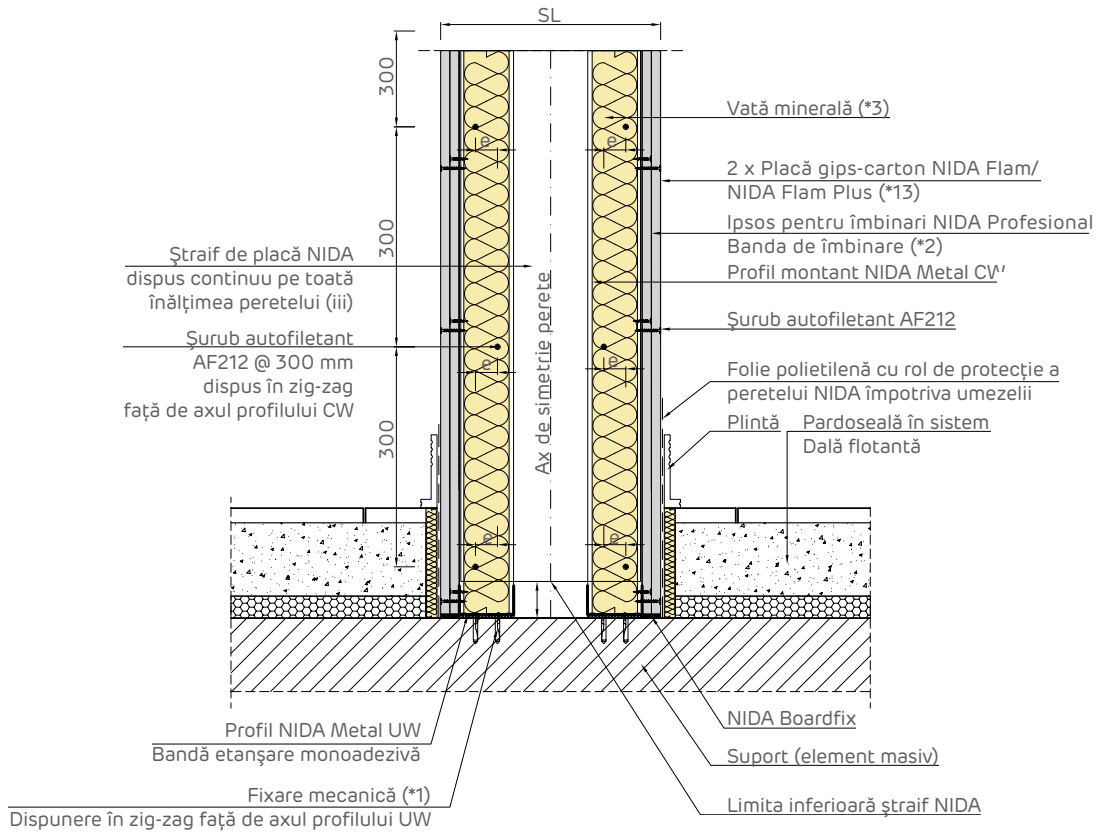 SL
300
300
300
e
e
e
e
e
e
Ax de simetrie perete
Ştraif de placă NIDA
dispus continuu pe toată
înălțimea peretelui (iii)
Şurub autofiletant
AF212 @ 300 mm
dispus în zig-zag
față de axul profilului CW
Profil NIDA Metal UW
Bandă etanşare monoadezivă
Fixare mecanică (*1)
Dispunere în zig-zag față de axul profilului UW
Vată minerală (*3)
2 x Placă gips-carton NIDA Flam/
NIDA Flam Plus (*13)
Ipsos pentru îmbinari NIDA Profesional
Banda de îmbinare (*2)
Profil montant NIDA Metal CW
Şurub autofiletant AF212
Folie polietilenă cu rol de protecție a
peretelui NIDA împotriva umezelii
Plintă
Pardoseală în sistem
Dală flotantă
NIDA Boardfix
Suport (element masiv)
Limita inferioară ştraif NIDA